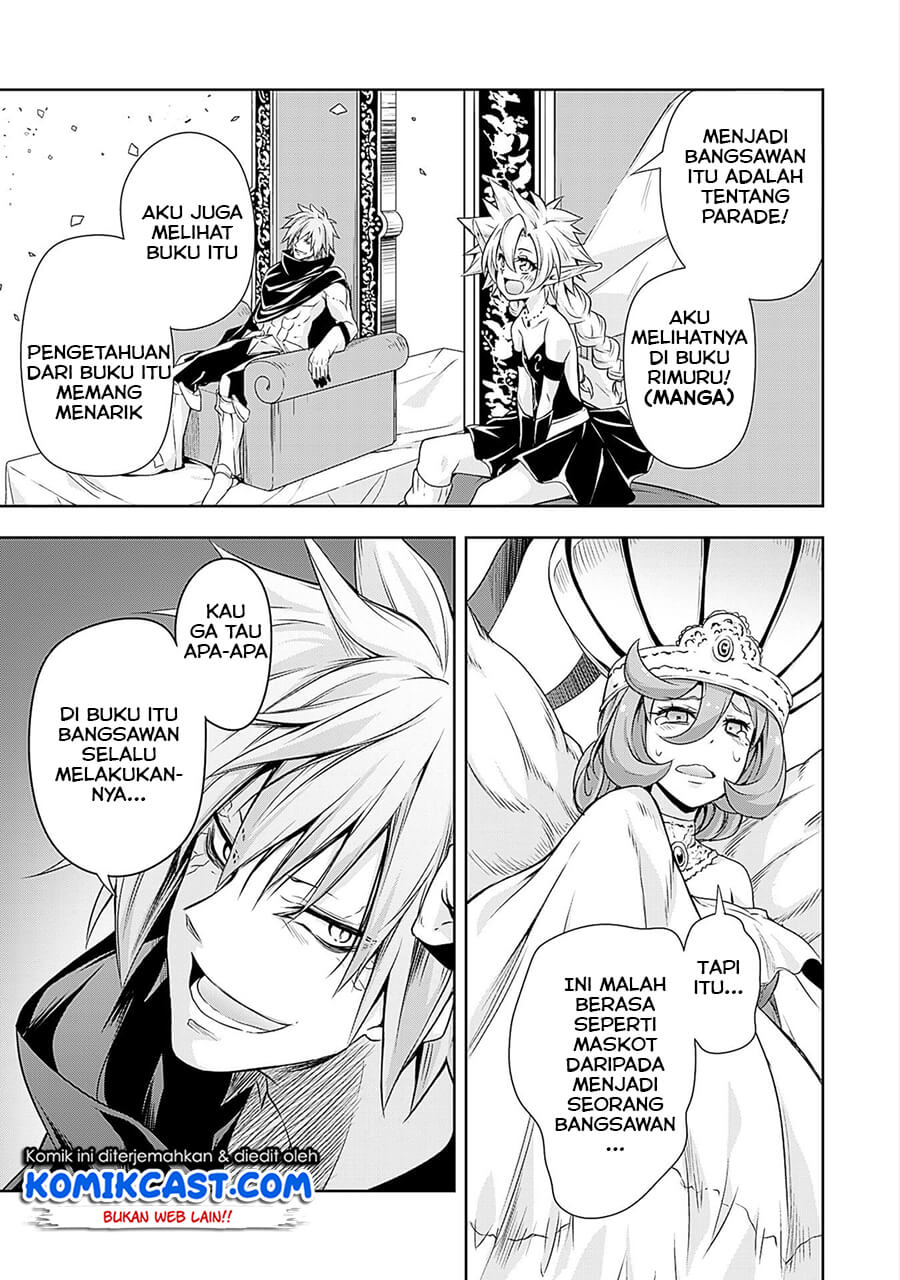 MENJADI
BANGSAWAN
ITU ADALAH
TENTANG
PARADE!
AKU
MELIHATNYA
DI BUKU
RIMURU!
(MANGA)
AKU JUGA
MELIHAT
BUKU ITU
PENGETAHUAN
DARI BUKU ITU
MEMANG
MENARIK
TAPI
ITU...
INI MALAH
BERASA
SEPERTI
MASKOT
DARIPADA
MENJADI
SEORANG
BANGSAWAN
...
KAU
GA TAU
APA-APA
DI BUKU ITU
BANGSAWAN
SELALU
MELAKUKAN-
NYA...
Komik ini diterjemahkan & diedit oleh
KOMIKCAST.COM
BUKAN WEB LAIN!!